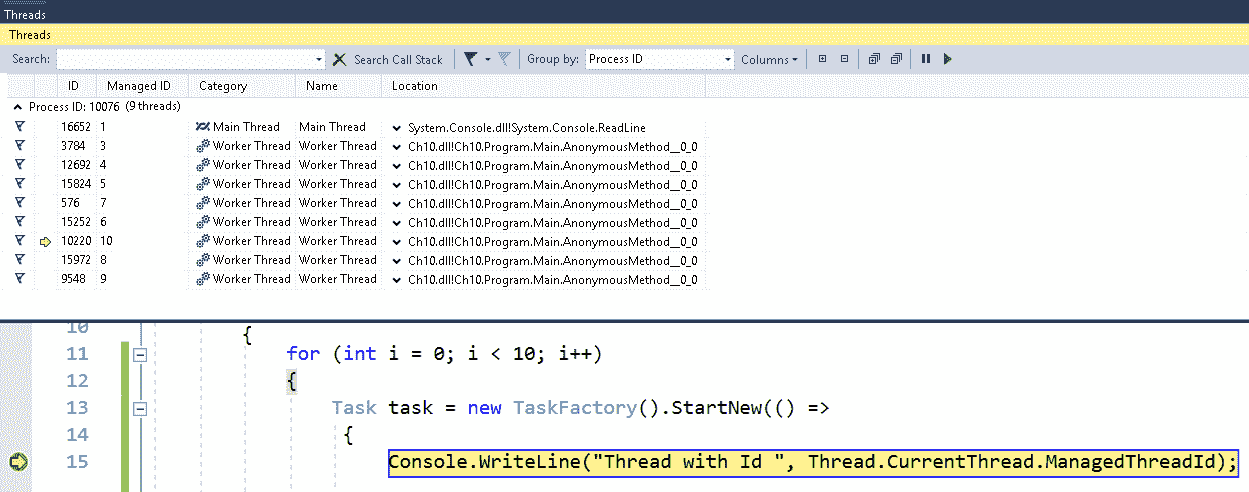 Threads
Threads
Search: Search Call Stack Group by: Process ID Columns
ID Managed ID Category Name Location
Process ID: 10076 (9 threads)
16652 1 Main Thread Main Thread System.Console.dll!System.Console.ReadLine
3784 3 Worker Thread Worker Thread Ch10.dll!Ch10.Program.Main.AnonymousMethod__0_0
12692 4 Worker Thread Worker Thread Ch10.dll!Ch10.Program.Main.AnonymousMethod__0_0
15824 5 Worker Thread Worker Thread Ch10.dll!Ch10.Program.Main.AnonymousMethod__0_0
576 7 Worker Thread Worker Thread Ch10.dll!Ch10.Program.Main.AnonymousMethod__0_0
15252 6 Worker Thread Worker Thread Ch10.dll!Ch10.Program.Main.AnonymousMethod__0_0
10220 10 Worker Thread Worker Thread Ch10.dll!Ch10.Program.Main.AnonymousMethod__0_0
15972 8 Worker Thread Worker Thread Ch10.dll!Ch10.Program.Main.AnonymousMethod__0_0
9548 9 Worker Thread Worker Thread Ch10.dll!Ch10.Program.Main.AnonymousMethod__0_0
10 {
11 for (int i = 0; i < 10; i++)
12 {
13 Task task = new TaskFactory().StartNew(() =>
14 {
15 Console.WriteLine("Thread with Id ", Thread.CurrentThread.ManagedThreadId);